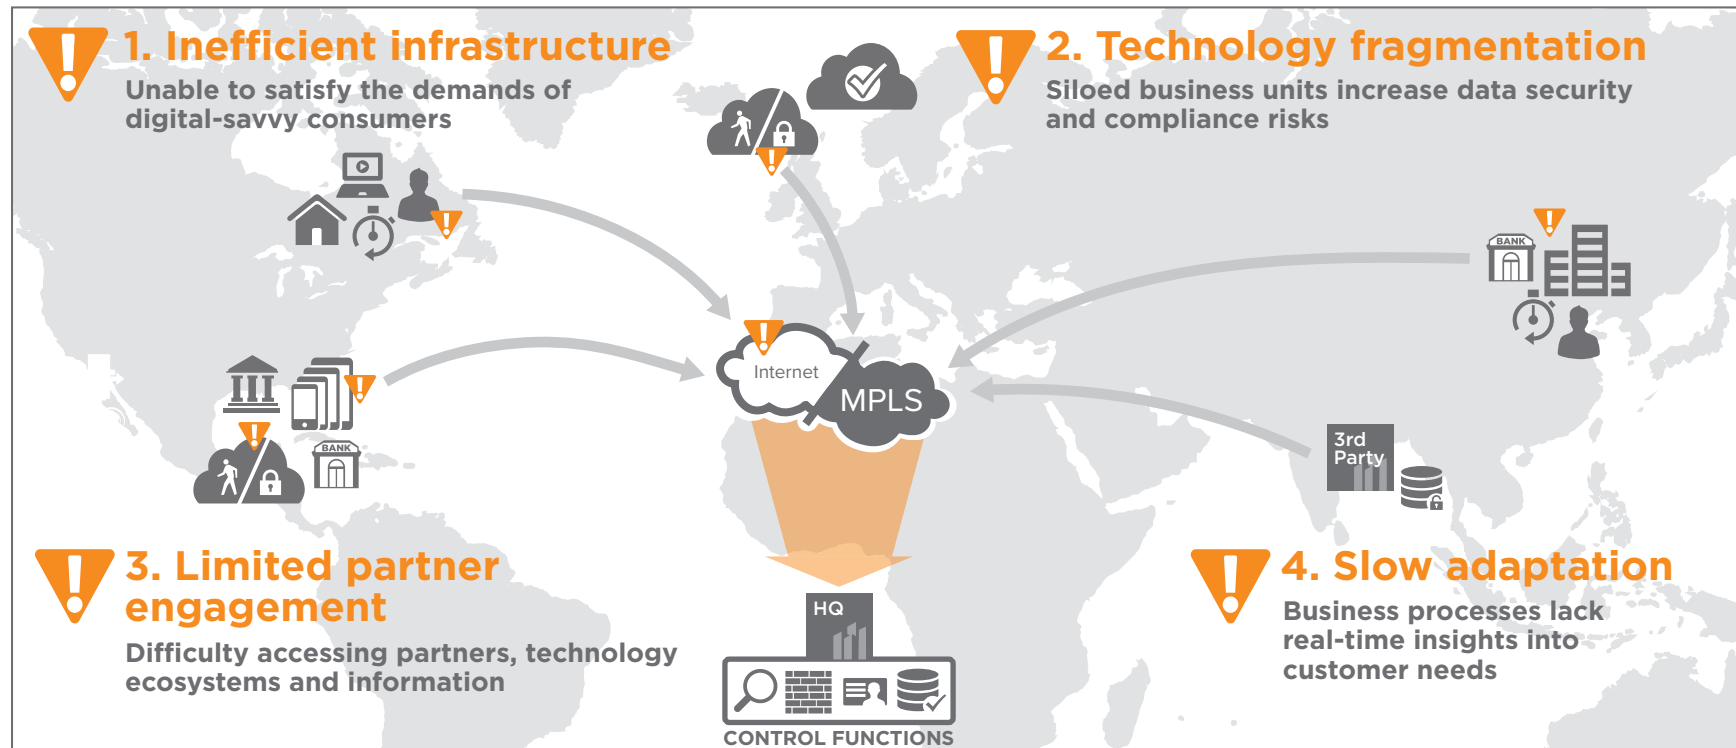 1. Inefficient infrastructure
Unable to satisfy the demands of
digital-savvy consumers
2. Technology fragmentation
Siloed business units increase data security
and compliance risks
BANK
Internet
MPLS
BANK
3rd
Party
3. Limited partner
engagement
Difficulty accessing partners, technology
ecosystems and information
4. Slow adaptation
Business processes lack
real-time insights into
customer needs
HQ
CONTROL FUNCTIONS